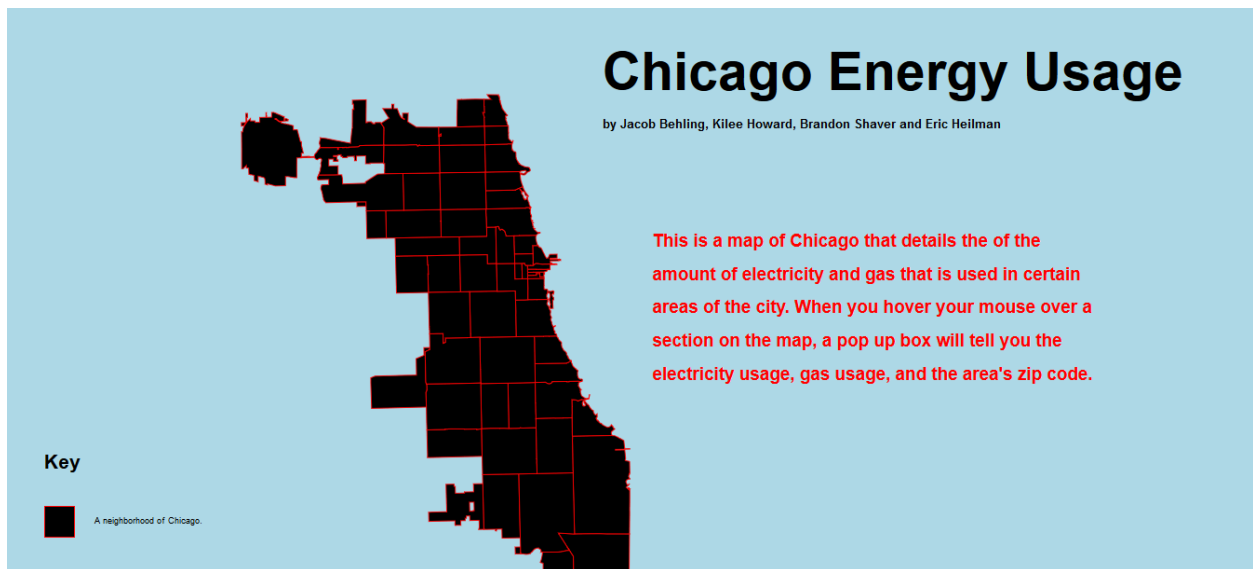 Chicago Energy Usage
by Jacob Behling, Kilee Howard, Brandon Shaver and Eric Heilman
This is a map of Chicago that details the of the
amount of electricity and gas that is used in certain
areas of the city. When you hover your mouse over a
section on the map, a pop up box will tell you the
electricity usage, gas usage, and the area's zip code.
Key
A neighborhood of Chicago.